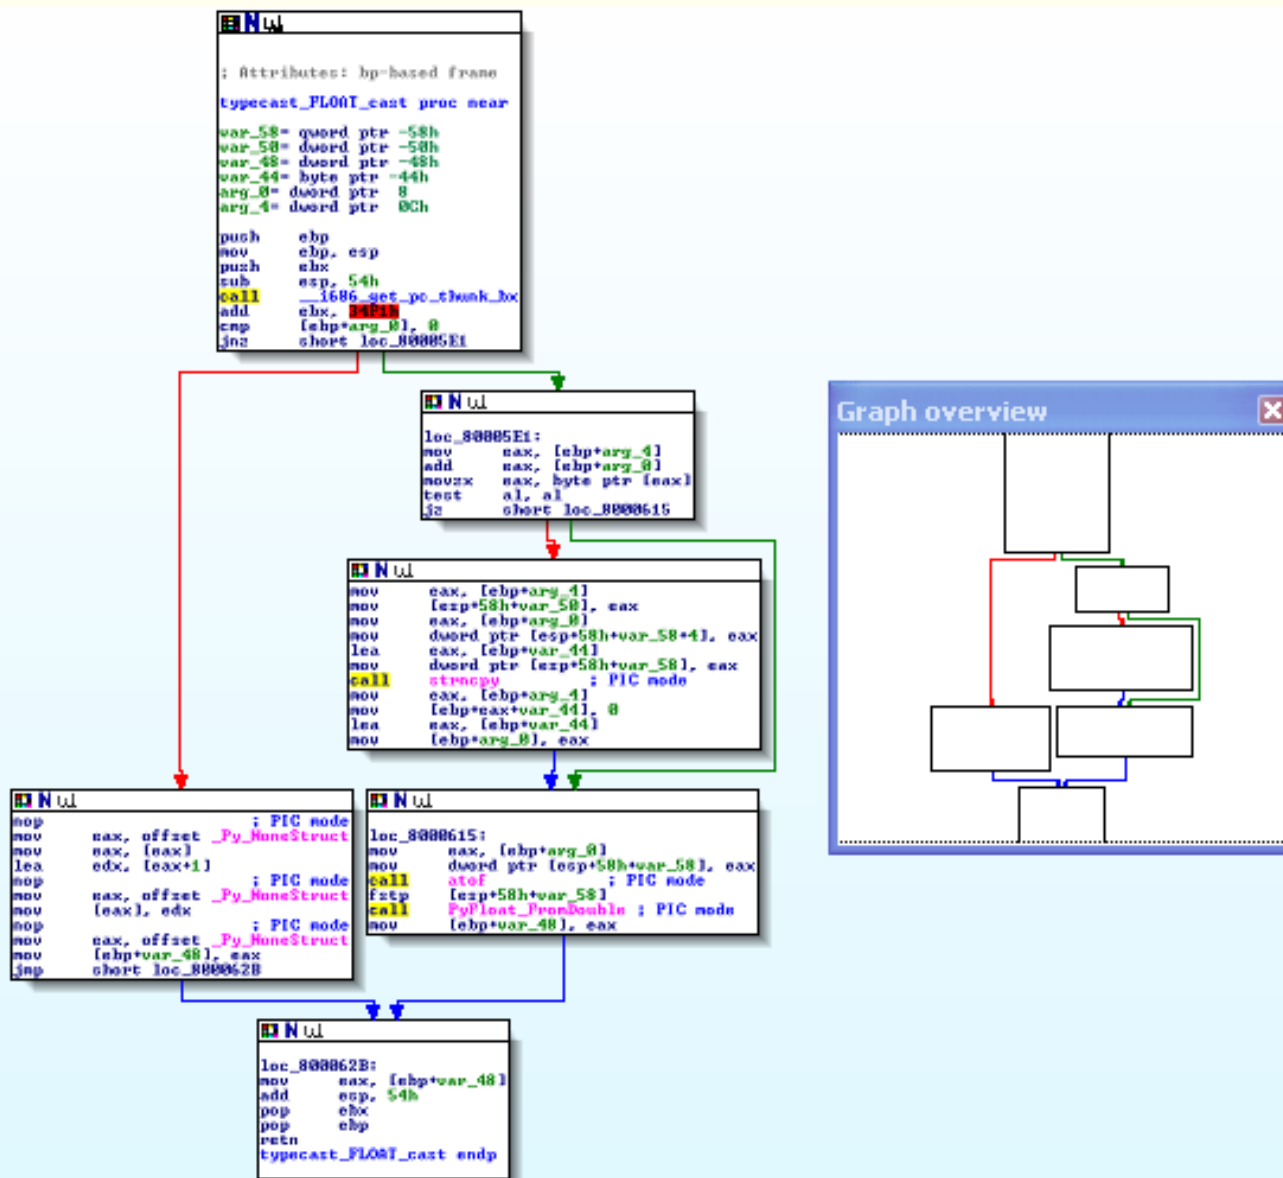 ; Attributes: bp-based frame
typecast_FLOAT_cast proc near
var_58= qword ptr -58h
var_50= dword ptr -50h
var_48= dword ptr -48h
var_44= byte ptr -44h
arg_0= dword ptr  8
arg_4= dword ptr  0Ch
push ebp
mov ebp, esp
push ebx
sub esp, 54h
call __i686_get_pc_thunk_bx
add ebx, 34F1h
cmp [ebp+arg_0], 0
jnz short loc_80005E1
loc_80005E1:
mov eax, [ebp+arg_4]
add eax, [ebp+arg_0]
movzx eax, byte ptr [eax]
test al, al
jz short loc_8000615
mov eax, [ebp+arg_4]
mov [esp+58h+var_50], eax
mov eax, [ebp+arg_0]
mov dword ptr [esp+58h+var_58+4], eax
lea eax, [ebp+var_44]
mov dword ptr [esp+58h+var_58], eax
call strncpy ; PIC mode
mov eax, [ebp+arg_4]
mov [ebp+eax+var_44], 0
lea eax, [ebp+var_44]
mov [ebp+arg_0], eax
nop ; PIC mode
mov eax, offset _Py_NoneStruct
mov eax, [eax]
lea edx, [eax+1]
nop ; PIC mode
mov eax, offset _Py_NoneStruct
mov [eax], edx
nop ; PIC mode
mov eax, offset _Py_NoneStruct
mov [ebp+var_48], eax
jmp short loc_800062B
loc_8000615:
mov eax, [ebp+arg_0]
mov dword ptr [esp+58h+var_58], eax
call atof ; PIC mode
fstp [esp+58h+var_58]
call PyFloat_FromDouble ; PIC mode
mov [ebp+var_48], eax
loc_800062B:
mov eax, [ebp+var_48]
add esp, 54h
pop ebx
pop ebp
retn
typecast_FLOAT_cast endp
Graph overview